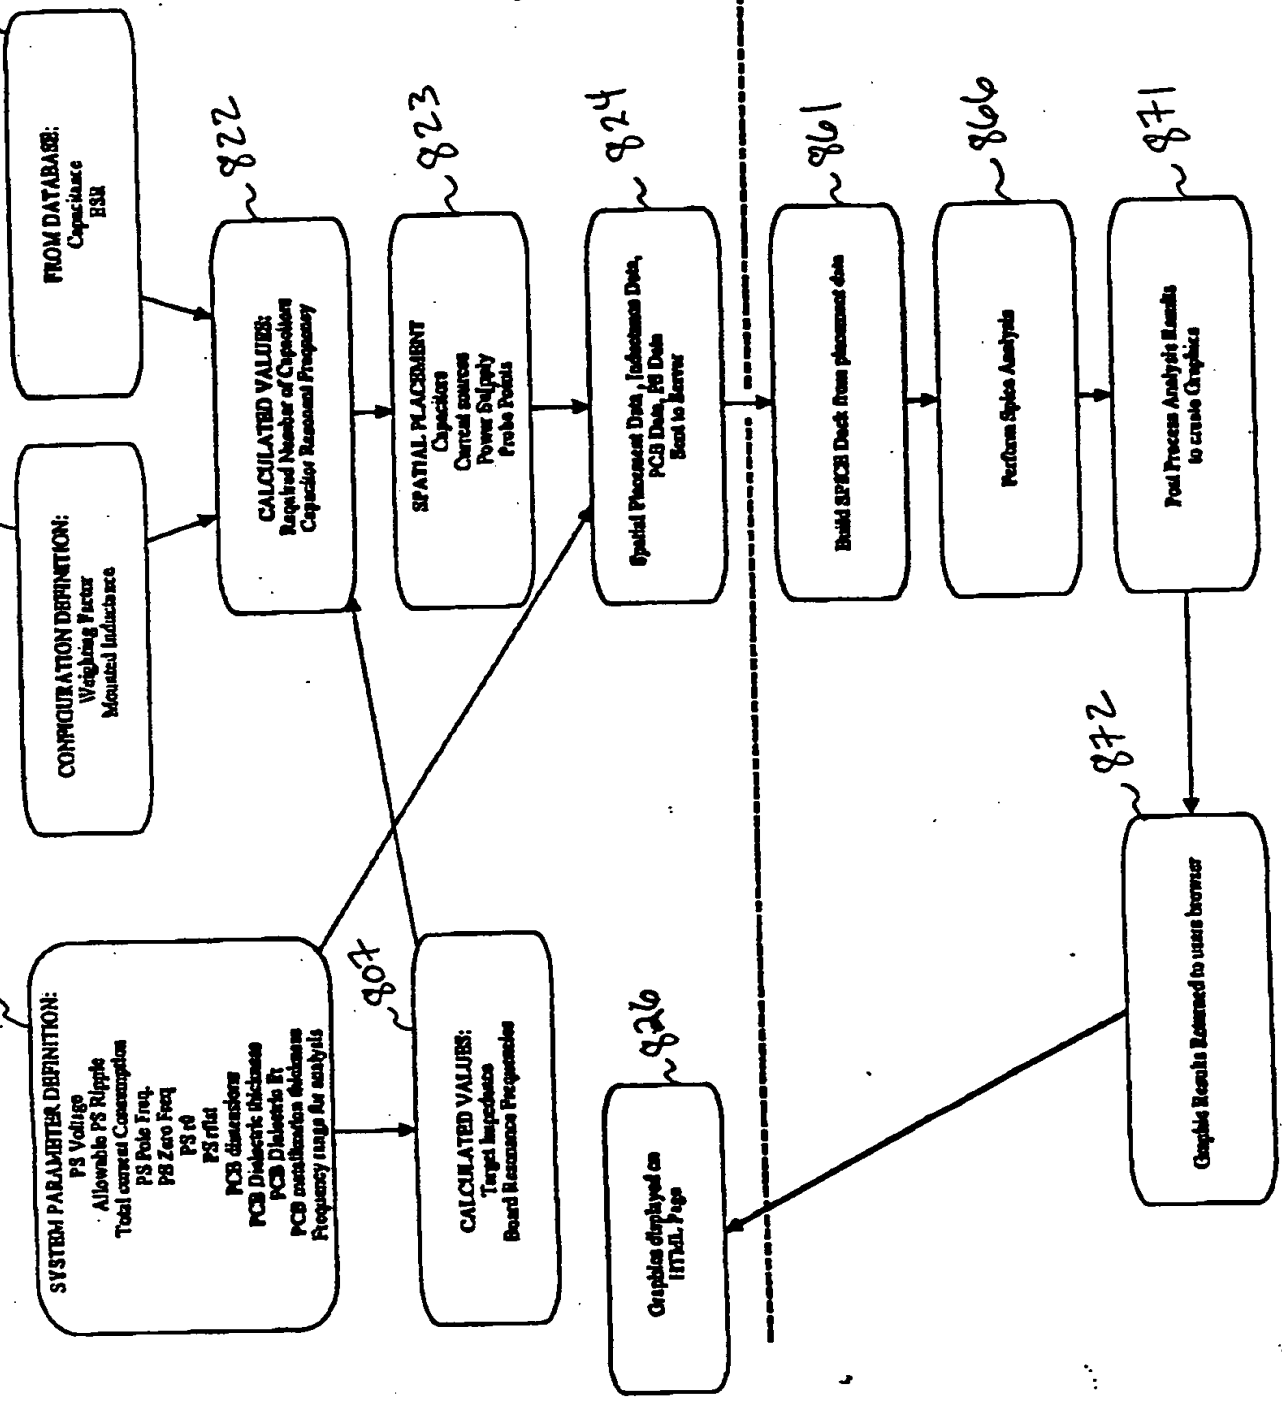 SYSTEM PARAMETER DEFINITION:
PS Voltage
Allowable PS Ripple
Total current Consumption
PS Pole Freq.
PS Zero Freq
PS r0
PS rflat
PCB dimensions
PCB Dielectric thickness
PCB Dielectric Er
PCB metallization thickness
Frequency range for analysis
CONFIGURATION DEFINITION:
Weighting Factor
Mounted Inductance
FROM DATABASE:
Capacitance
ESR
807
CALCULATED VALUES:
Target Impedance
Board Resonance Frequencies
822
CALCULATED VALUES:
Required Number of Capacitors
Capacitor Resonant Frequency
823
SPATIAL PLACEMENT
Capacitors
Current sources
Power Supply
Probe Points
824
Spatial Placement Data, Inductance Data,
PCB Data, PS Data
Sent to Server
826
Graphics displayed on
HTML Page
861
Build SPICE Deck from placement data
866
Perform Spice Analysis
871
Post Process Analysis Results
to create Graphics
872
Graphic Results Returned to users browser